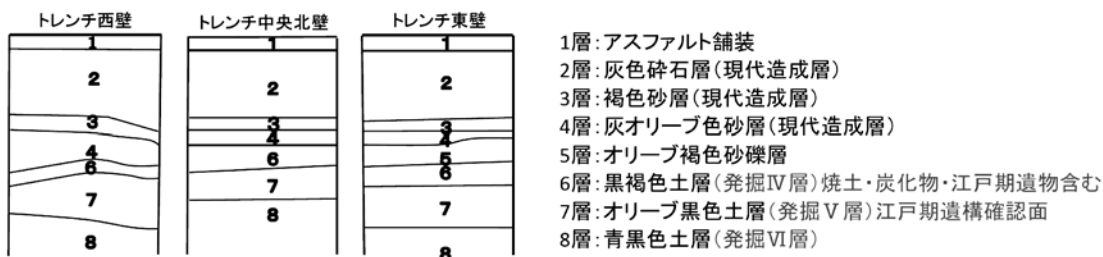 トレンチ西壁
1
2
3
4
6
7
8
トレンチ中央北壁
1
2
3
4
6
7
8
トレンチ東壁
1
2
3
4
5
6
7
8
1層：アスファルト舗装
2層：灰色砕石層（現代造成層）
3層：褐色砂層（現代造成層）
4層：灰オリーブ色砂層（現代造成層）
5層：オリーブ褐色砂礫層
6層：黒褐色土層（発掘Ⅳ層）焼土・炭化物・江戸期遺物含む
7層：オリーブ黒色土層（発掘Ⅴ層）江戸期遺構確認面
8層：青黒色土層（発掘Ⅵ層）